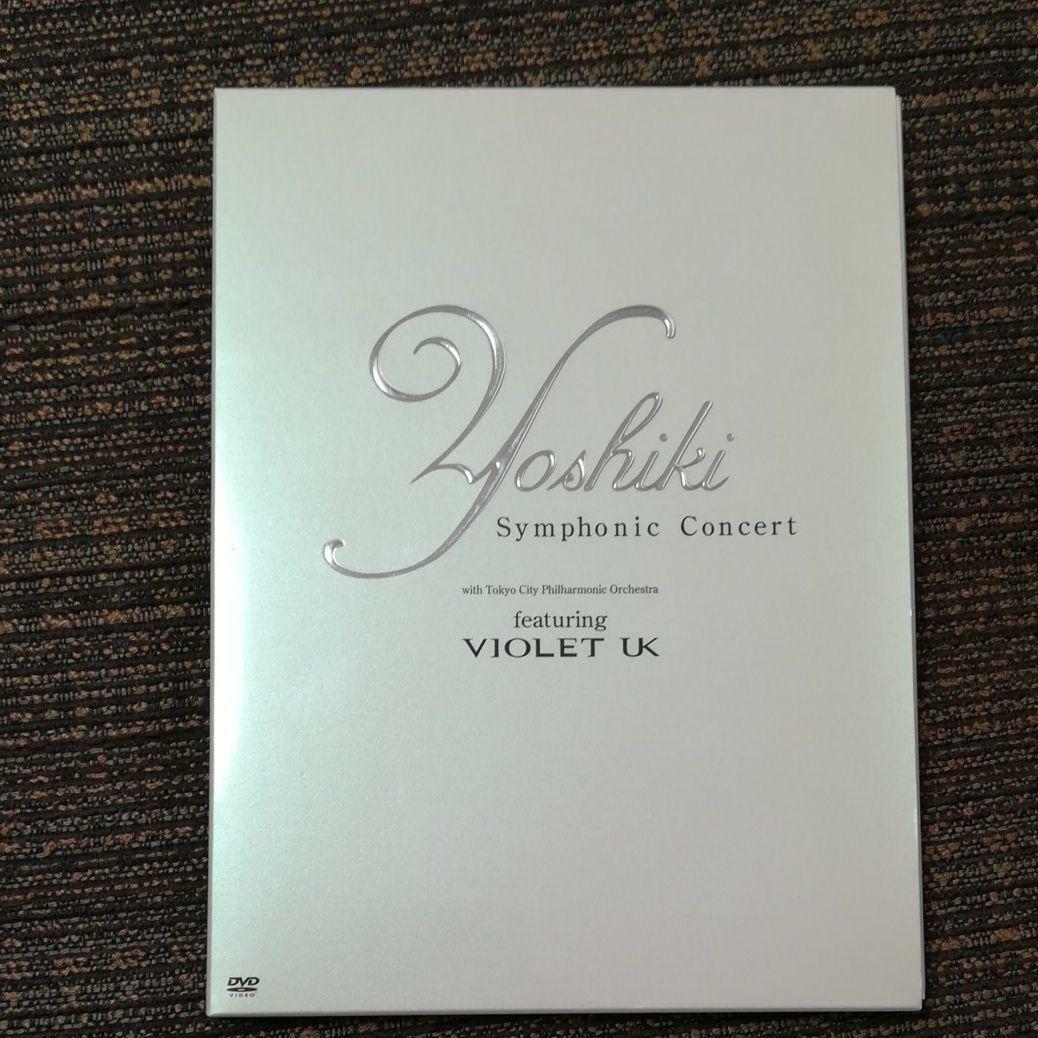 Yoshiki
Symphonic Concert
with Tokyo City Philharmonic Orchestra
featuring
VIOLET UK
DVD
VIDEO